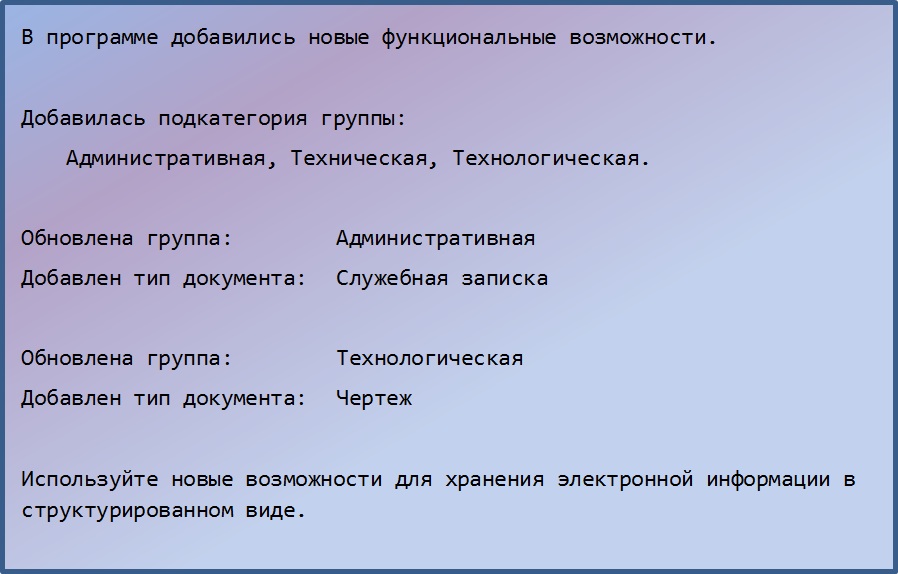 В программе добавились новые функциональные возможности.
Добавилась подкатегория группы:
Административная, Техническая, Технологическая.
Обновлена группа: Административная
Добавлен тип документа: Служебная записка
Обновлена группа: Технологическая
Добавлен тип документа: Чертеж
Используйте новые возможности для хранения электронной информации в
структурированном виде.